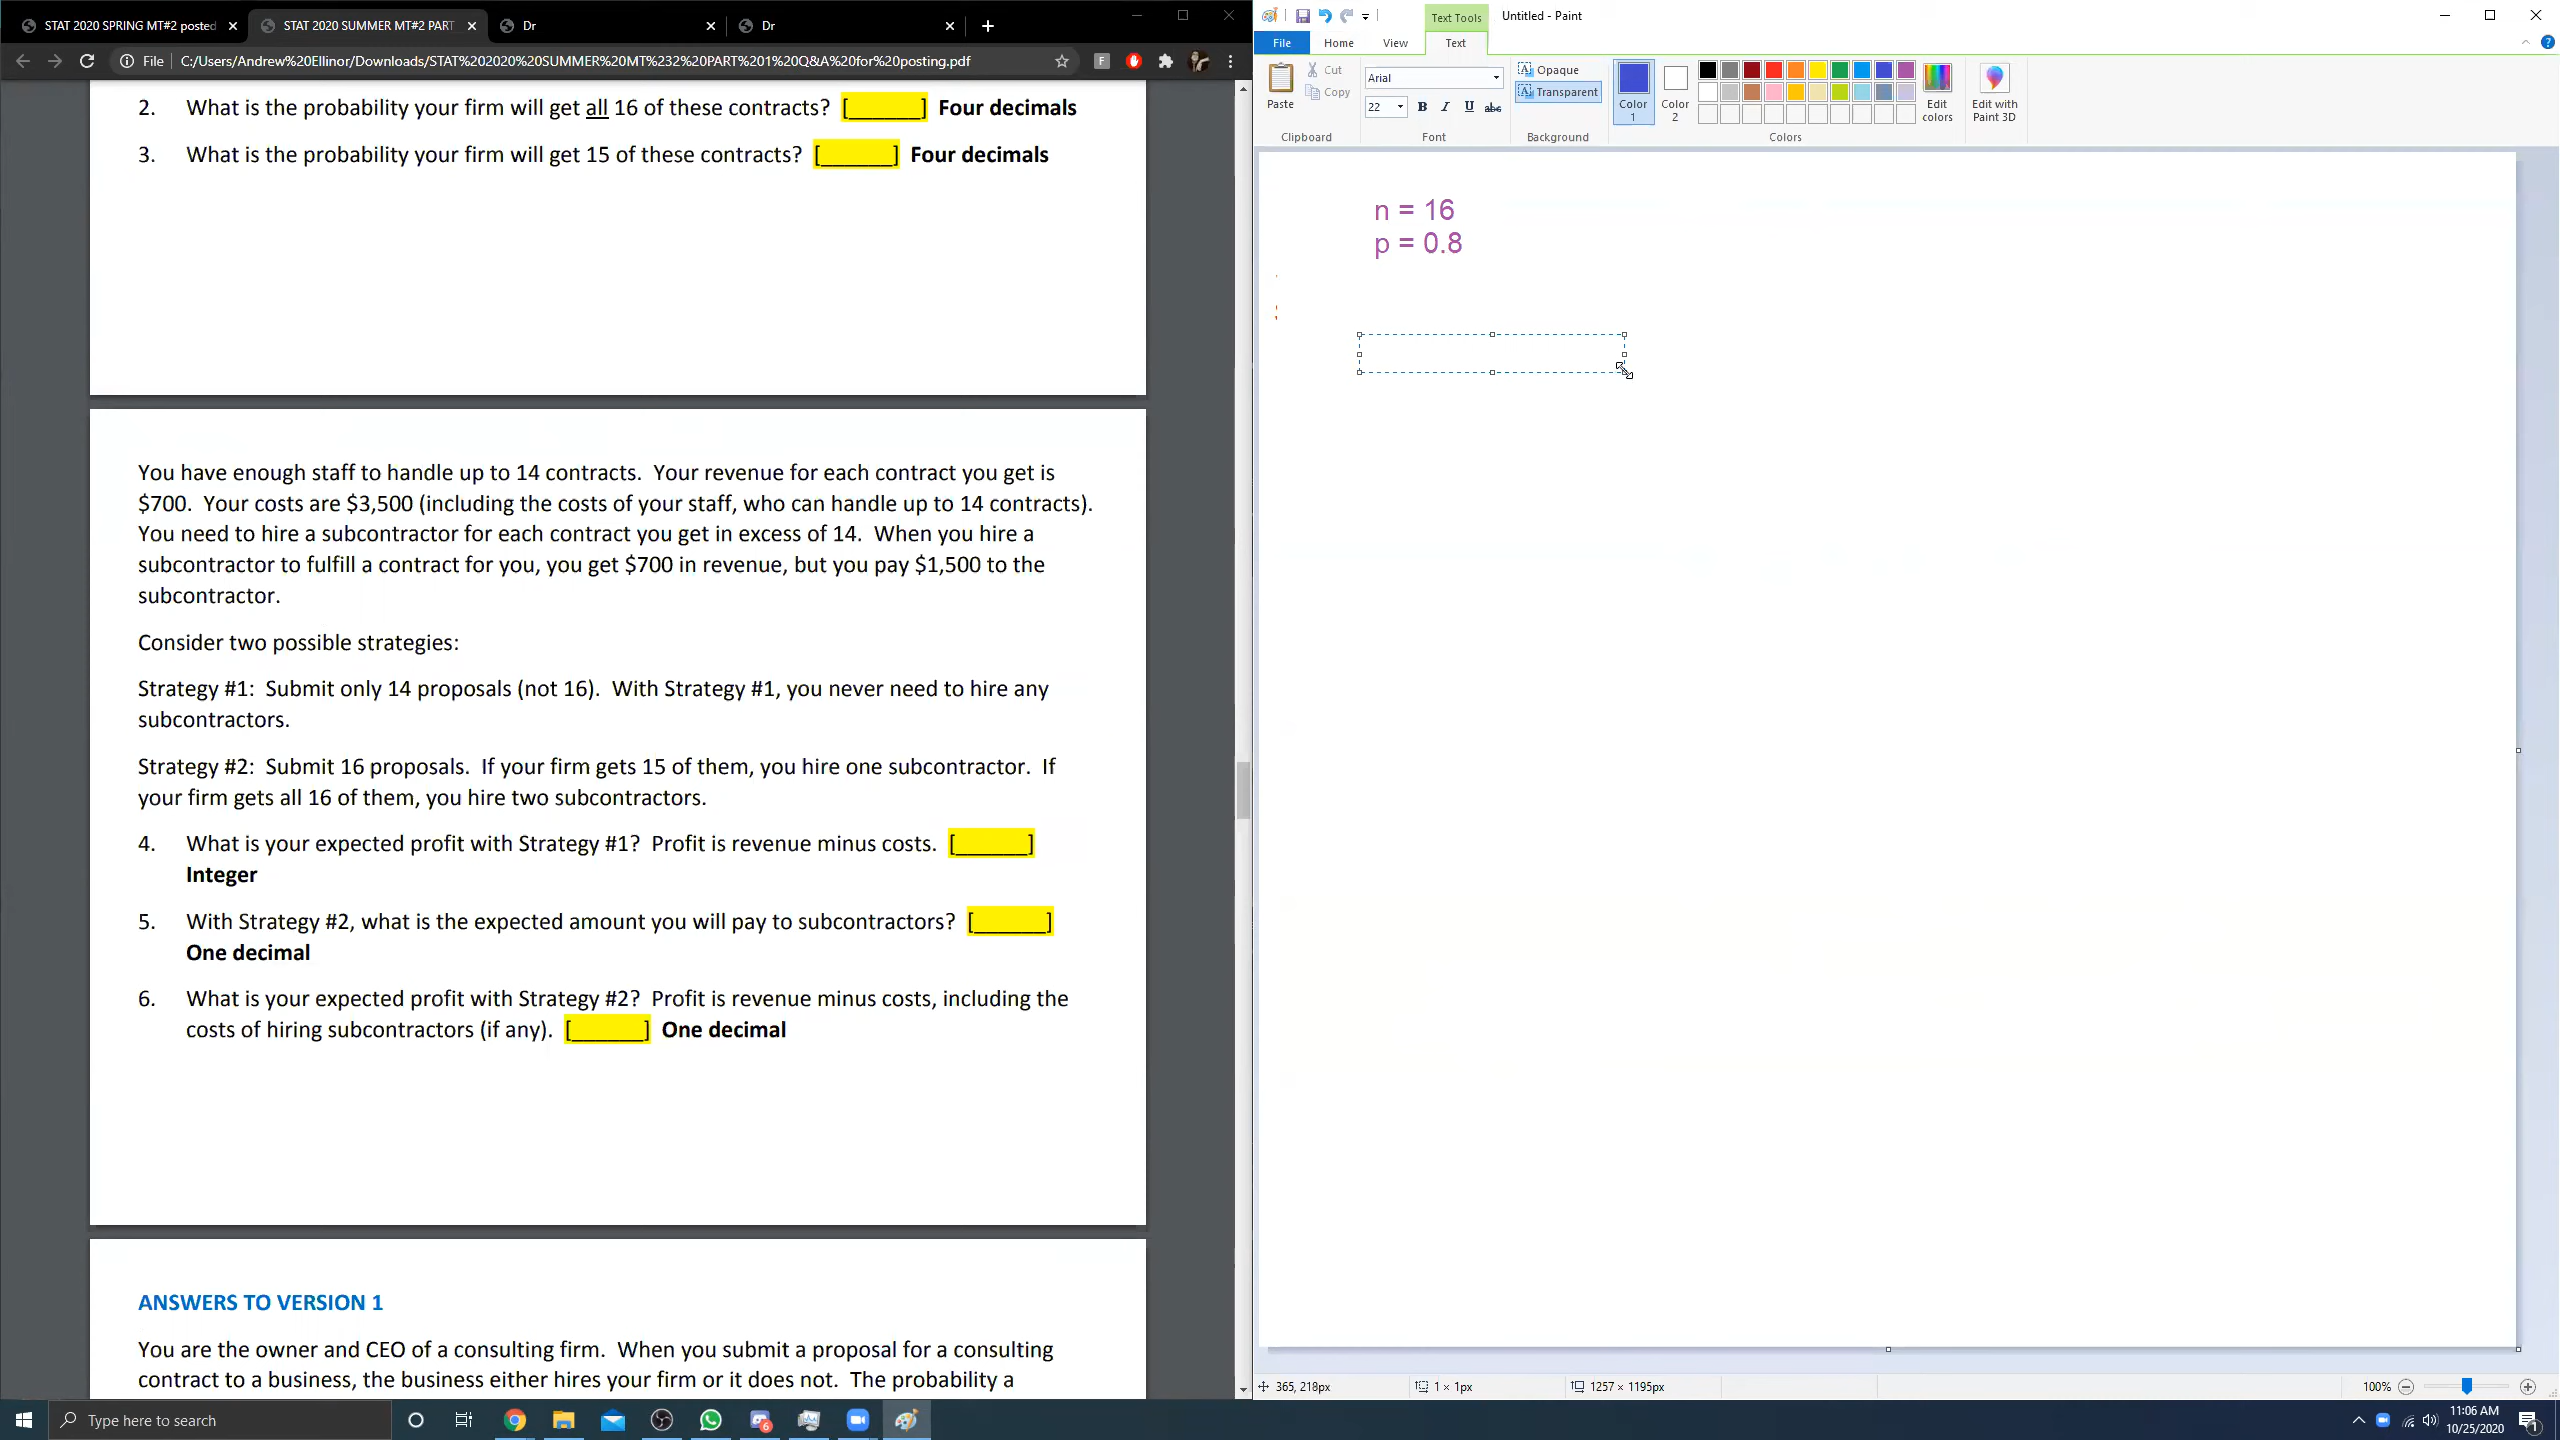 STAT 2020 SPRING MT#2 posted
STAT 2020 SUMMER MT#2 PART
Dr
Dr
File C:/Users/Andrew%20Ellinor/Downloads/STAT%202020%20SUMMER%20MT%232%20PART%201%20Q&A%20for%20posting.pdf
2. What is the probability your firm will get all 16 of these contracts? [______] Four decimals
3. What is the probability your firm will get 15 of these contracts? [______] Four decimals
You have enough staff to handle up to 14 contracts. Your revenue for each contract you get is
$700. Your costs are $3,500 (including the costs of your staff, who can handle up to 14 contracts).
You need to hire a subcontractor for each contract you get in excess of 14. When you hire a
subcontractor to fulfill a contract for you, you get $700 in revenue, but you pay $1,500 to the
subcontractor.
Consider two possible strategies:
Strategy #1: Submit only 14 proposals (not 16). With Strategy #1, you never need to hire any
subcontractors.
Strategy #2: Submit 16 proposals. If your firm gets 15 of them, you hire one subcontractor. If
your firm gets all 16 of them, you hire two subcontractors.
4. What is your expected profit with Strategy #1? Profit is revenue minus costs. [______]
Integer
5. With Strategy #2, what is the expected amount you will pay to subcontractors? [______]
One decimal
6. What is your expected profit with Strategy #2? Profit is revenue minus costs, including the
costs of hiring subcontractors (if any). [______] One decimal
ANSWERS TO VERSION 1
You are the owner and CEO of a consulting firm. When you submit a proposal for a consulting
contract to a business, the business either hires your firm or it does not. The probability a
Text Tools
Untitled - Paint
File Home View Text
Paste
Cut
Copy
Clipboard
Arial
22
B I U abc
Font
Opaque
Transparent
Background
Color
1
Color
2
Colors
Edit
colors
Edit with
Paint 3D
n = 16
p = 0.8
365, 218px
1 × 1px
1257 × 1195px
100%
Type here to search
6
11:06 AM
10/25/2020
1